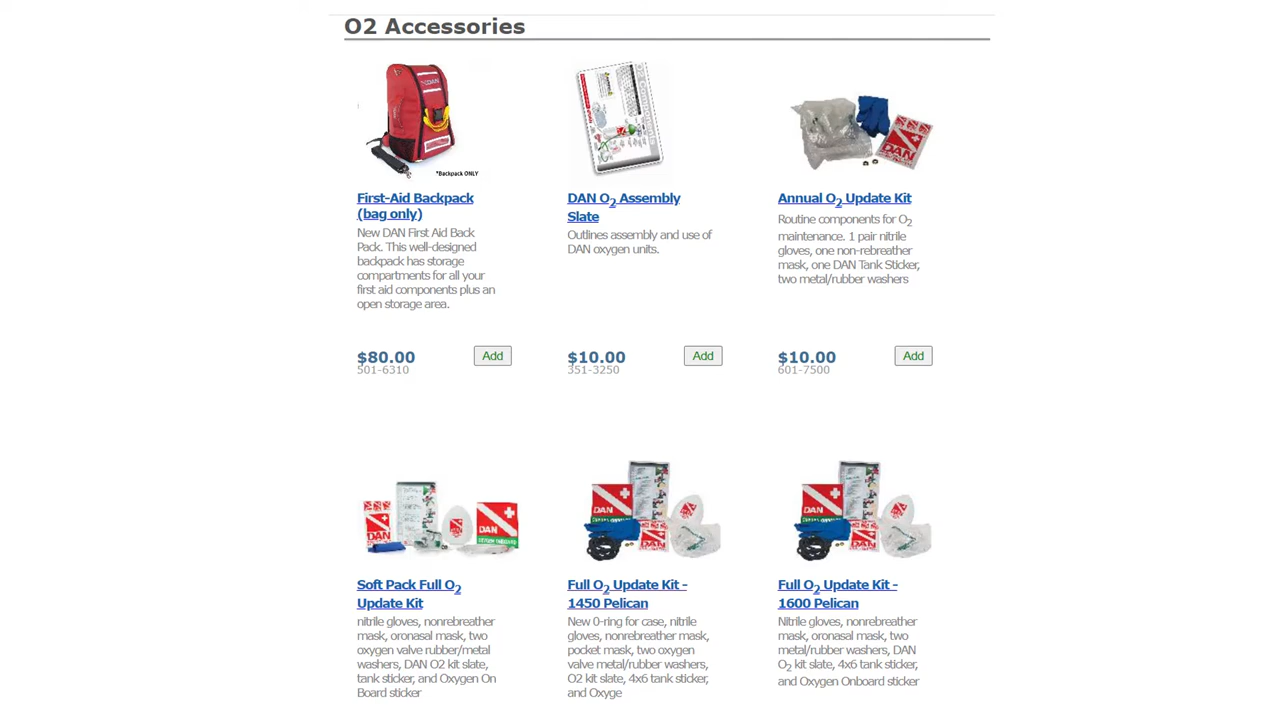 O2 Accessories
*Backpack ONLY
First-Aid Backpack
(bag only)
New DAN First Aid Back
Pack. This well-designed
backpack has storage
compartments for all your
first aid components plus an
open storage area.
$80.00
Add
501-6310
DAN O2 Assembly
Slate
Outlines assembly and use of
DAN oxygen units.
$10.00
Add
351-3250
DAN
Annual O2 Update Kit
Routine components for O2
maintenance. 1 pair nitrile
gloves, one non-rebreather
mask, one DAN Tank Sticker,
two metal/rubber washers
$10.00
Add
601-7500
DAN
DAN
OXYGEN ONBOARD
Soft Pack Full O2
Update Kit
nitrile gloves, nonrebreather
mask, oronasal mask, two
oxygen valve rubber/metal
washers, DAN O2 kit slate,
tank sticker, and Oxygen On
Board sticker
DAN
Full O2 Update Kit -
1450 Pelican
New 0-ring for case, nitrile
gloves, nonrebreather mask,
pocket mask, two oxygen
valve metal/rubber washers,
O2 kit slate, 4x6 tank sticker,
and Oxyge
DAN
Full O2 Update Kit -
1600 Pelican
Nitrile gloves, nonrebreather
mask, oronasal mask, two
metal/rubber washers, DAN
O2 kit slate, 4x6 tank sticker,
and Oxygen Onboard sticker